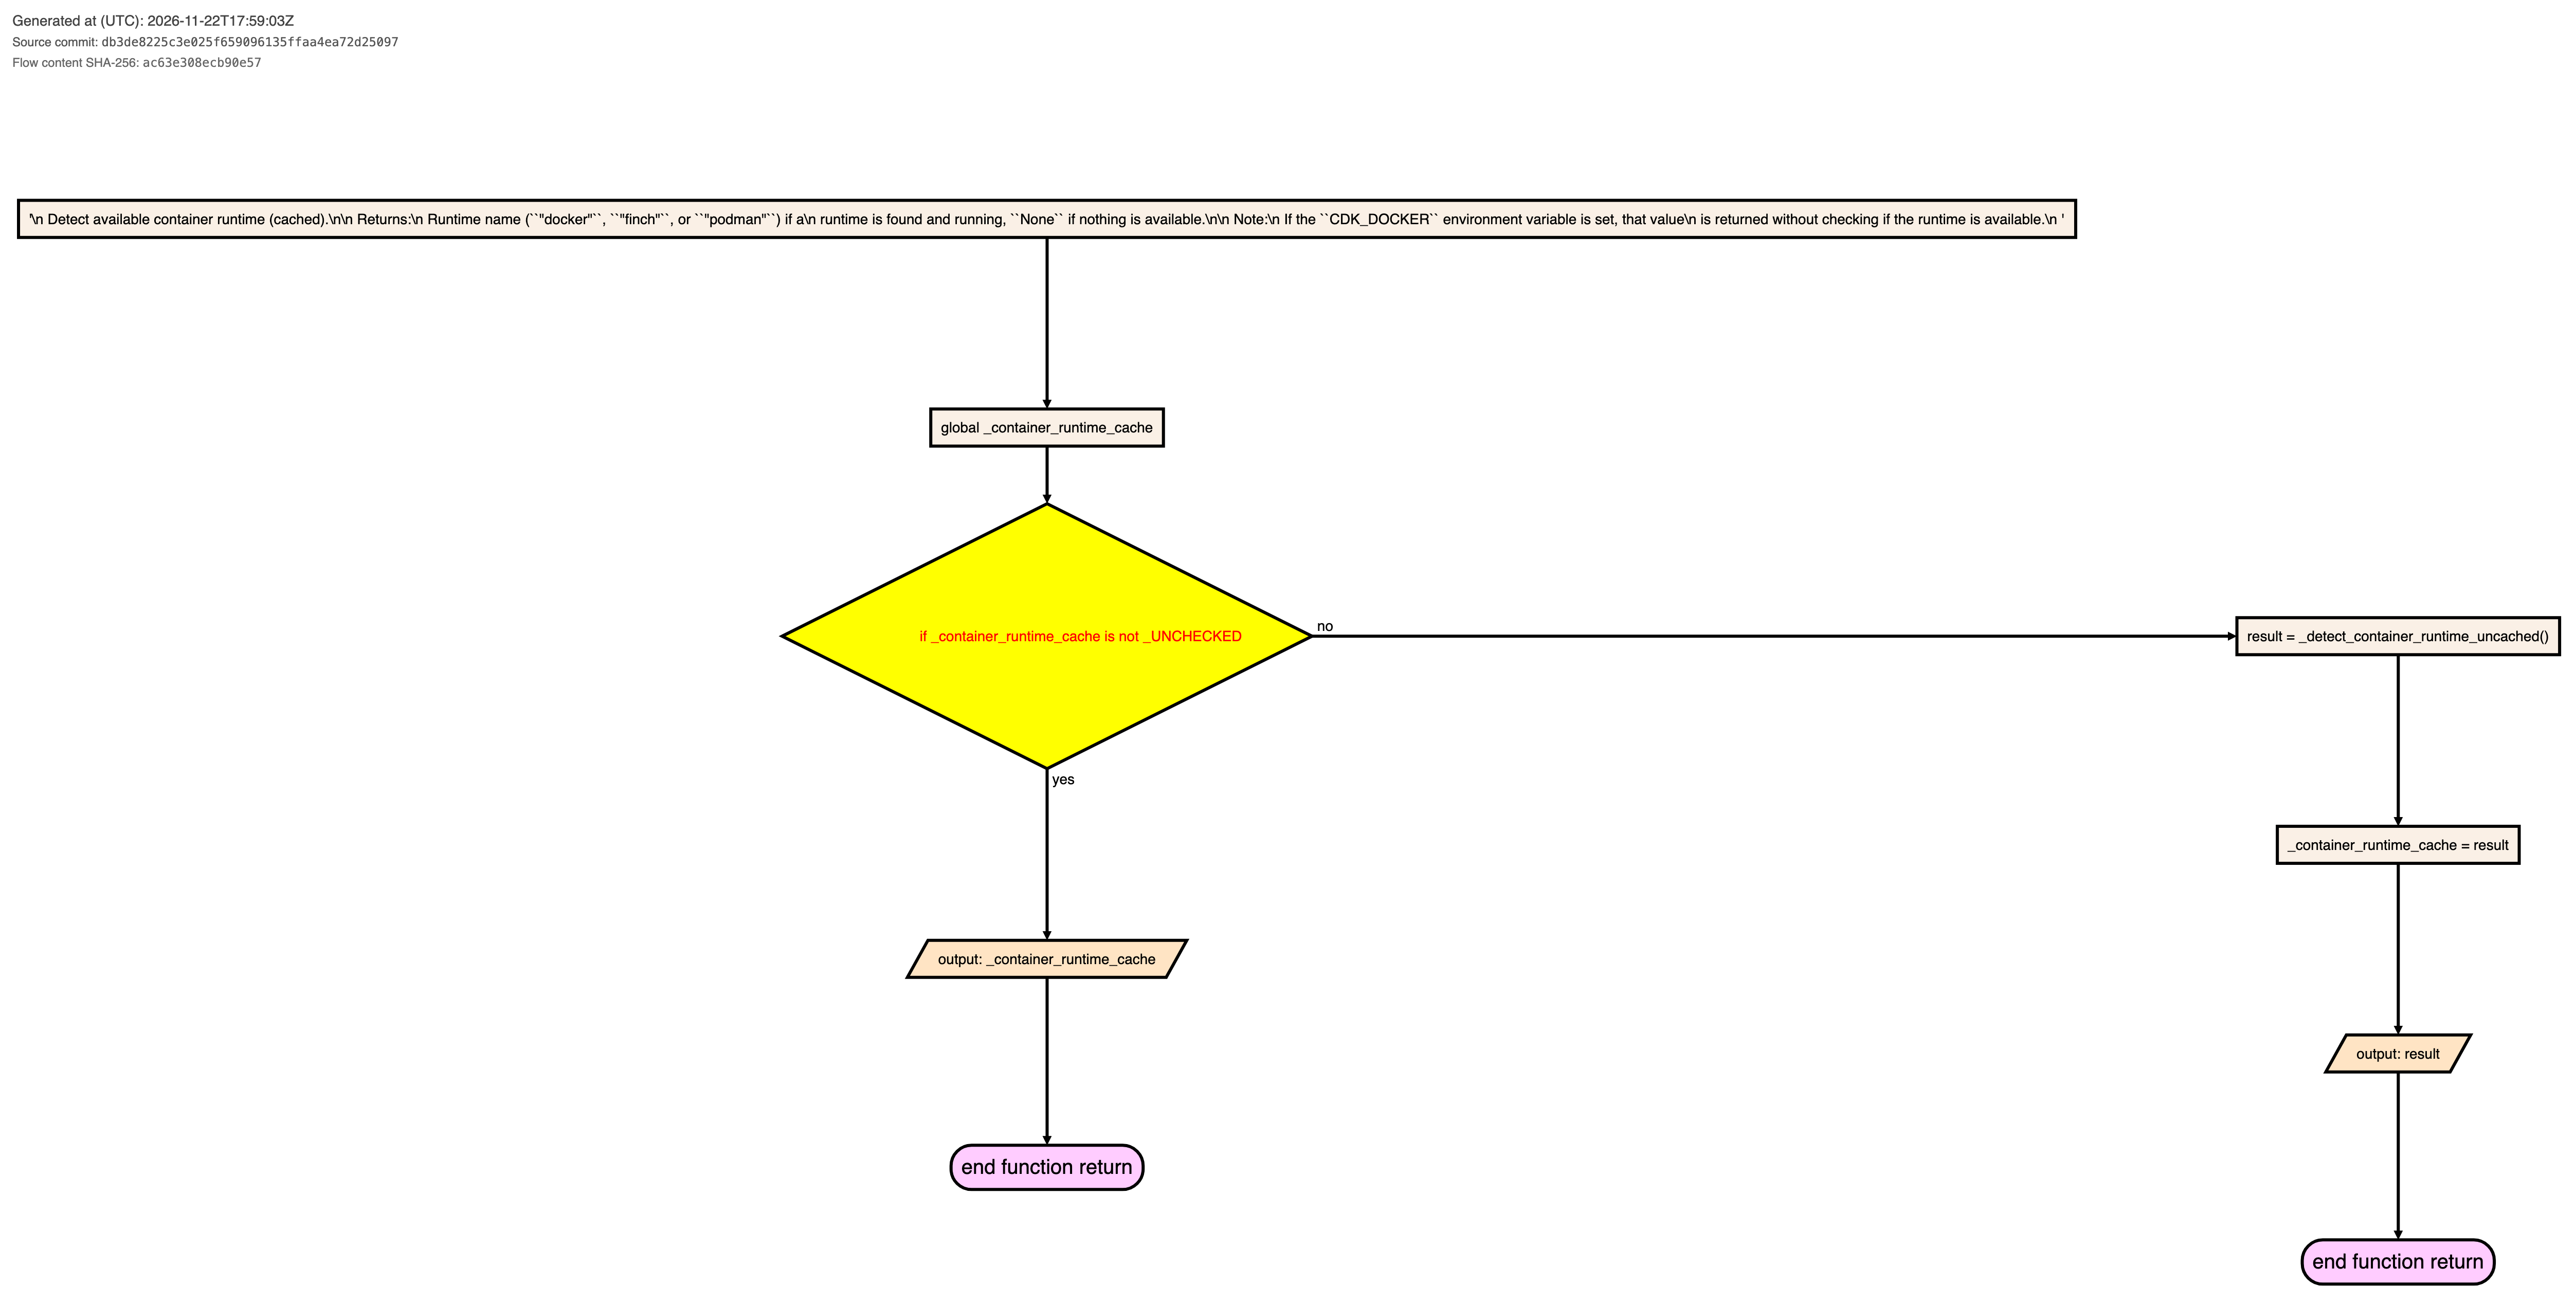 Generated at (UTC): 2026-11-22T17:59:03Z
Source commit: db3de8225c3e025f659096135ffaa4ea72d25097
Flow content SHA-256: ac63e308ecb90e57
'\n Detect available container runtime (cached).\n\n Returns:\n Runtime name (``"docker"``, ``"finch"``, or ``"podman"``) if a\n runtime is found and running, ``None`` if nothing is available.\n\n Note:\n If the ``CDK_DOCKER`` environment variable is set, that value\n is returned without checking if the runtime is available.\n '
global _container_runtime_cache
if _container_runtime_cache is not _UNCHECKED
no
result = _detect_container_runtime_uncached()
yes
_container_runtime_cache = result
output: _container_runtime_cache
output: result
end function return
end function return